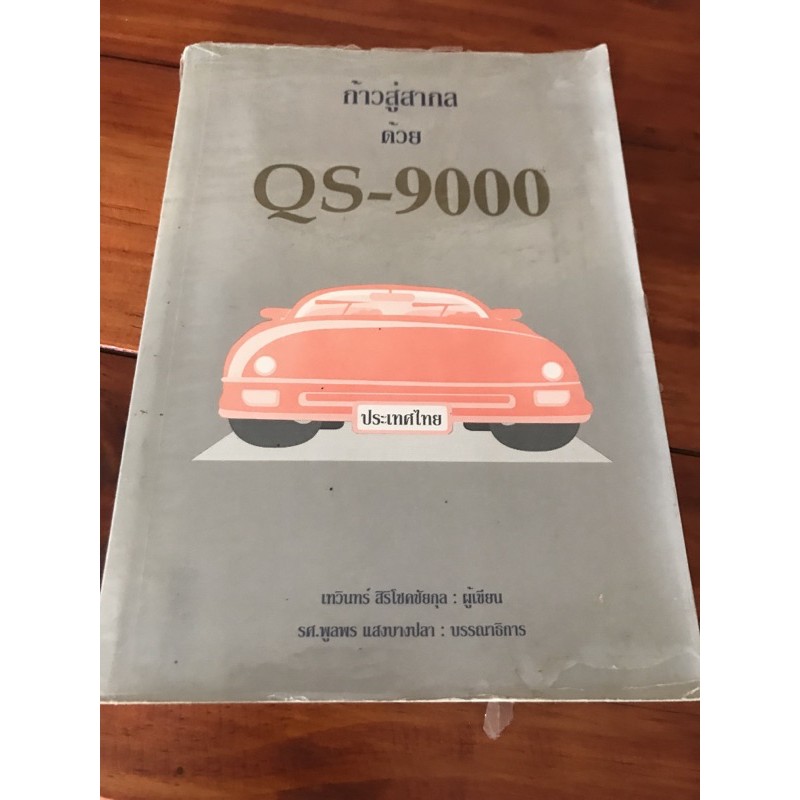 ก้าวสู่สากล
ด้วย
QS-9000
ประเทศไทย
เทวินทร์ สิริโชคชัยกุล : ผู้เขียน
รศ.พูลพร แสงบางปลา : บรรณาธิการ